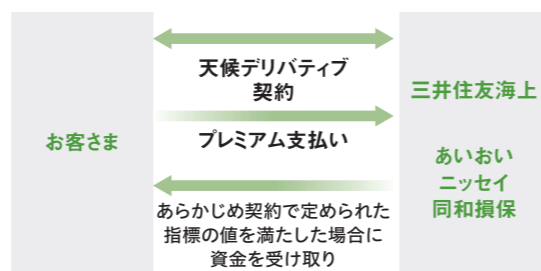 天候デリバティブ
契約
三井住友海上
お客さま
プレミアム支払い
あいおい
ニッセイ
同和損保
あらかじめ契約で定められた
指標の値を満たした場合に
資金を受け取り